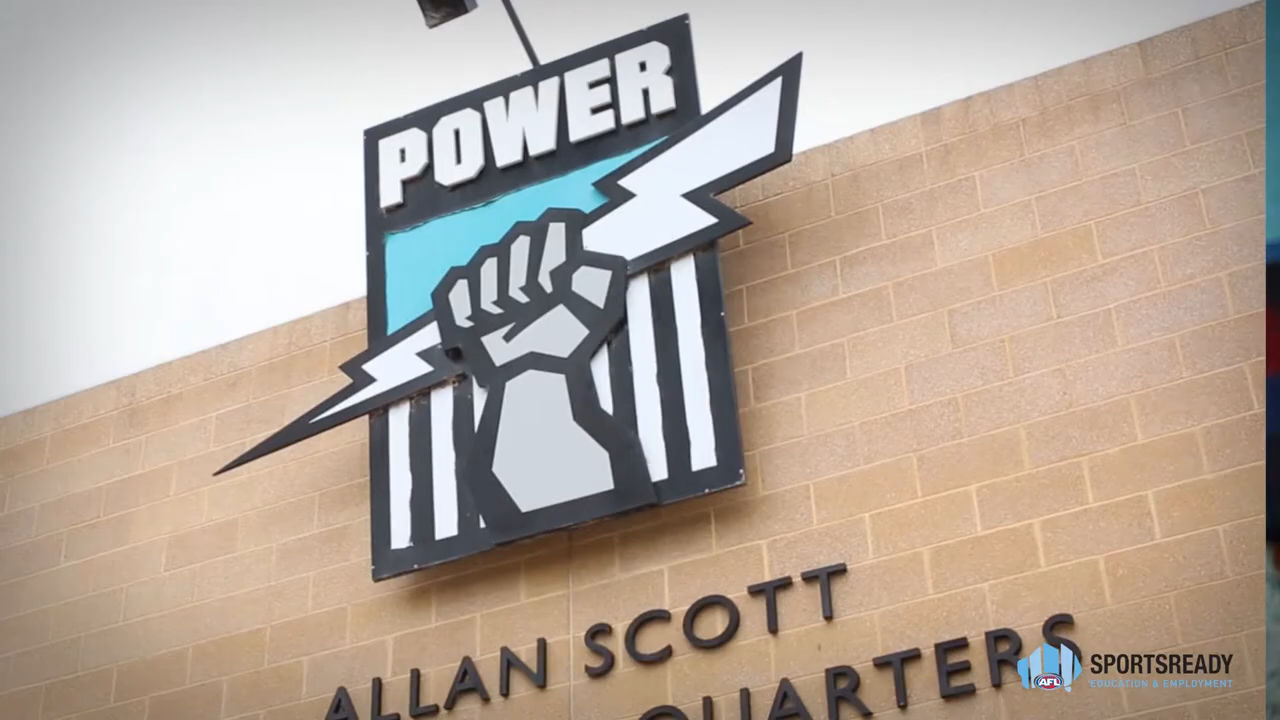 POWER
ALLAN SCOTT
QUARTERS
SPORTSREADY
EDUCATION & EMPLOYMENT
AFL